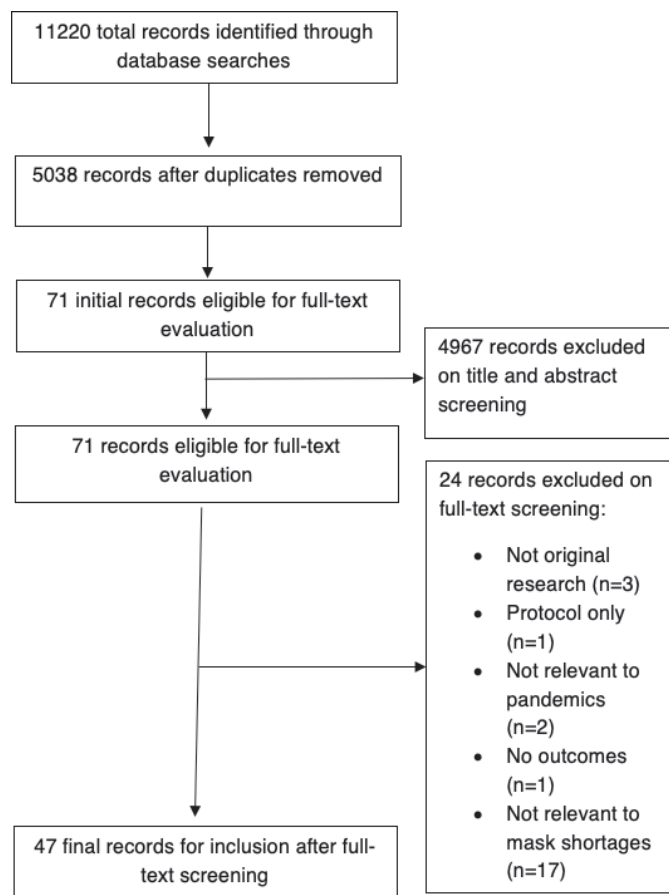 11220 total records identified through
database searches
5038 records after duplicates removed
71 initial records eligible for full-text
evaluation
4967 records excluded
on title and abstract
screening
71 records eligible for full-text
evaluation
24 records excluded on
full-text screening:
• Not original
research (n=3)
• Protocol only
(n=1)
• Not relevant to
pandemics
(n=2)
• No outcomes
(n=1)
• Not relevant to
mask shortages
(n=17)
47 final records for inclusion after full-
text screening